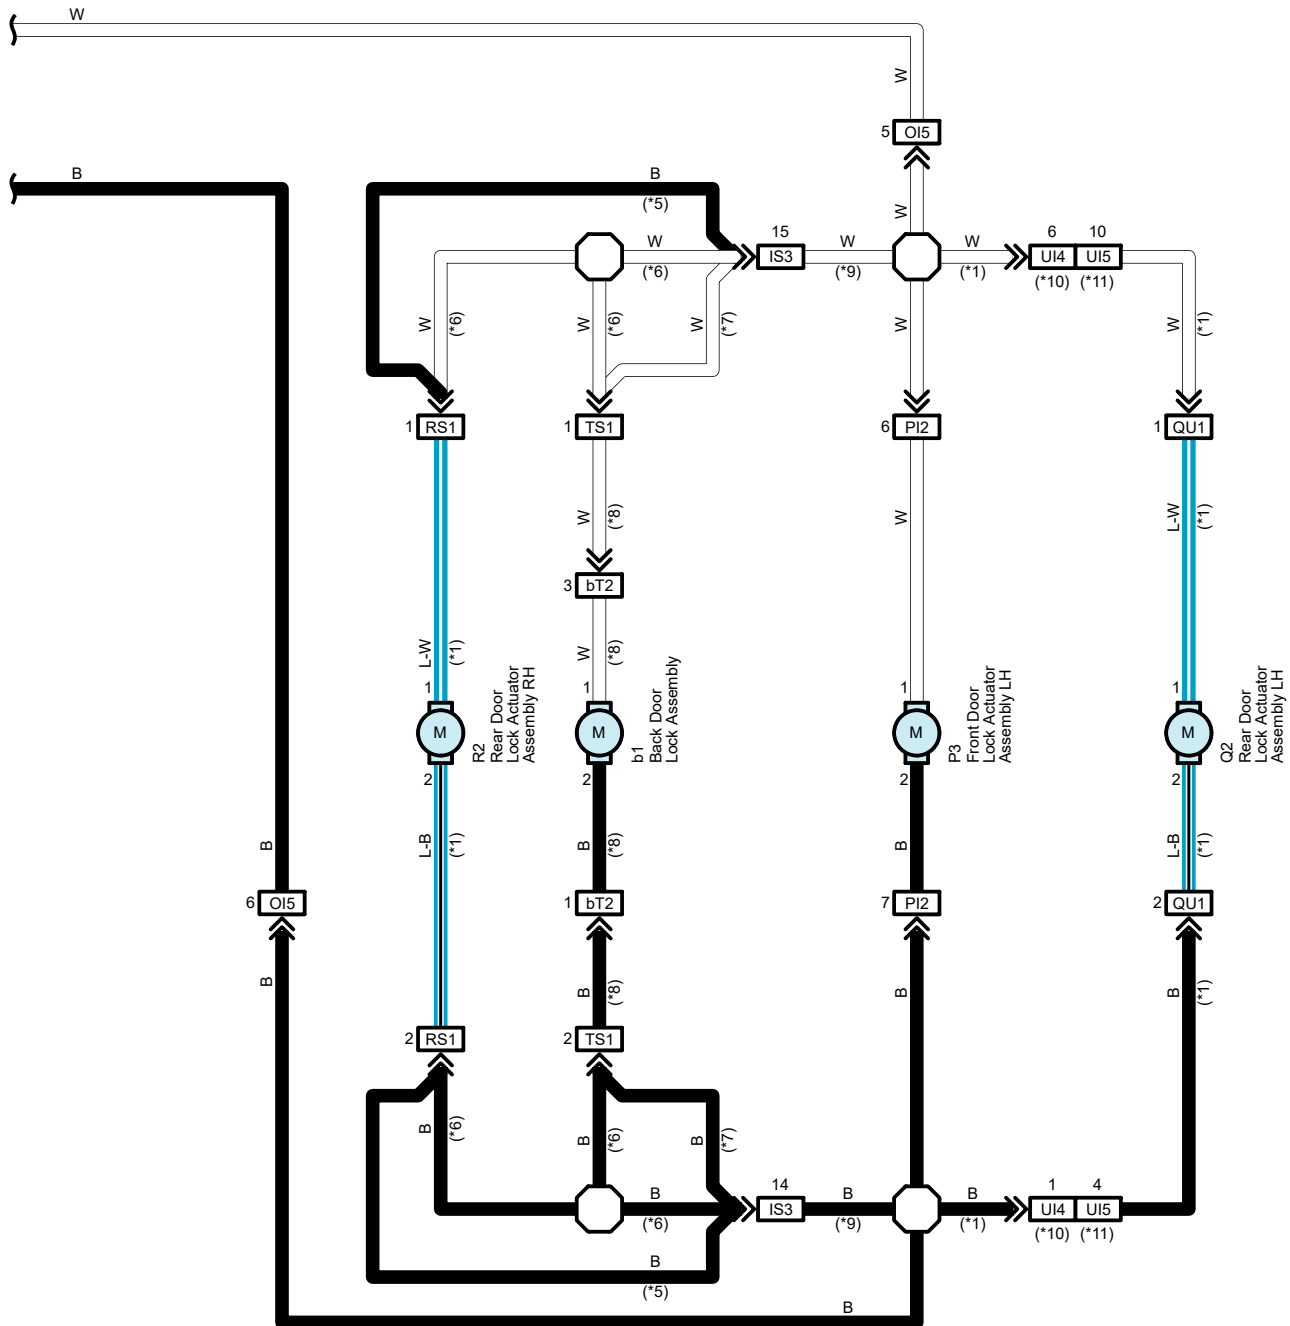 W
W
5 OI5
B
B
(*5)
W
15
IS3
W
(*6)
W
(*9)
W
(*1)
6
UI4
(*10)
10
UI5
(*11)
W
(*6)
W
(*6)
W
(*7)
W
W
(*1)
1 RS1
1 TS1
6 PI2
1 QU1
W
(*8)
W
L-W
(*1)
3 bT2
L-W
(*1)
W
(*8)
1
M
2
R2
Rear Door
Lock Actuator
Assembly RH
1
M
2
b1
Back Door
Lock Assembly
1
M
2
P3
Front Door
Lock Actuator
Assembly LH
1
M
2
Q2
Rear Door
Lock Actuator
Assembly LH
B
L-B
(*1)
B
(*8)
B
L-B
(*1)
6 OI5
1 bT2
7 PI2
2 QU1
B
B
(*8)
B
B
(*1)
2 RS1
2 TS1
B
(*6)
B
(*6)
B
(*7)
14
IS3
B
(*6)
B
(*9)
B
(*1)
1
UI4
(*10)
4
UI5
(*11)
B
(*5)
B